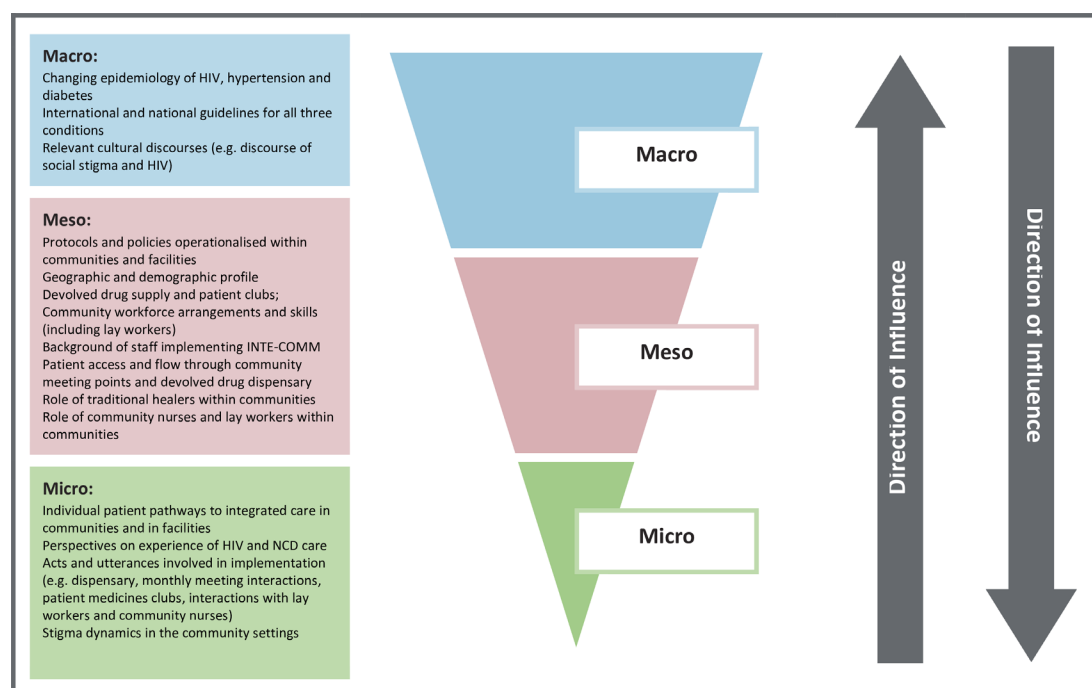 Macro:
Changing epidemiology of HIV, hypertension and
diabetes
International and national guidelines for all three
conditions
Relevant cultural discourses (e.g. discourse of
social stigma and HIV)
Meso:
Protocols and policies operationalised within
communities and facilities
Geographic and demographic profile
Devolved drug supply and patient clubs;
Community workforce arrangements and skills
(including lay workers)
Background of staff implementing INTE-COMM
Patient access and flow through community
meeting points and devolved drug dispensary
Role of traditional healers within communities
Role of community nurses and lay workers within
communities
Micro:
Individual patient pathways to integrated care in
communities and in facilities
Perspectives on experience of HIV and NCD care
Acts and utterances involved in implementation
(e.g. dispensary, monthly meeting interactions,
patient medicines clubs, interactions with lay
workers and community nurses)
Stigma dynamics in the community settings
Macro
Meso
Micro
Direction of Influence
Direction of Influence